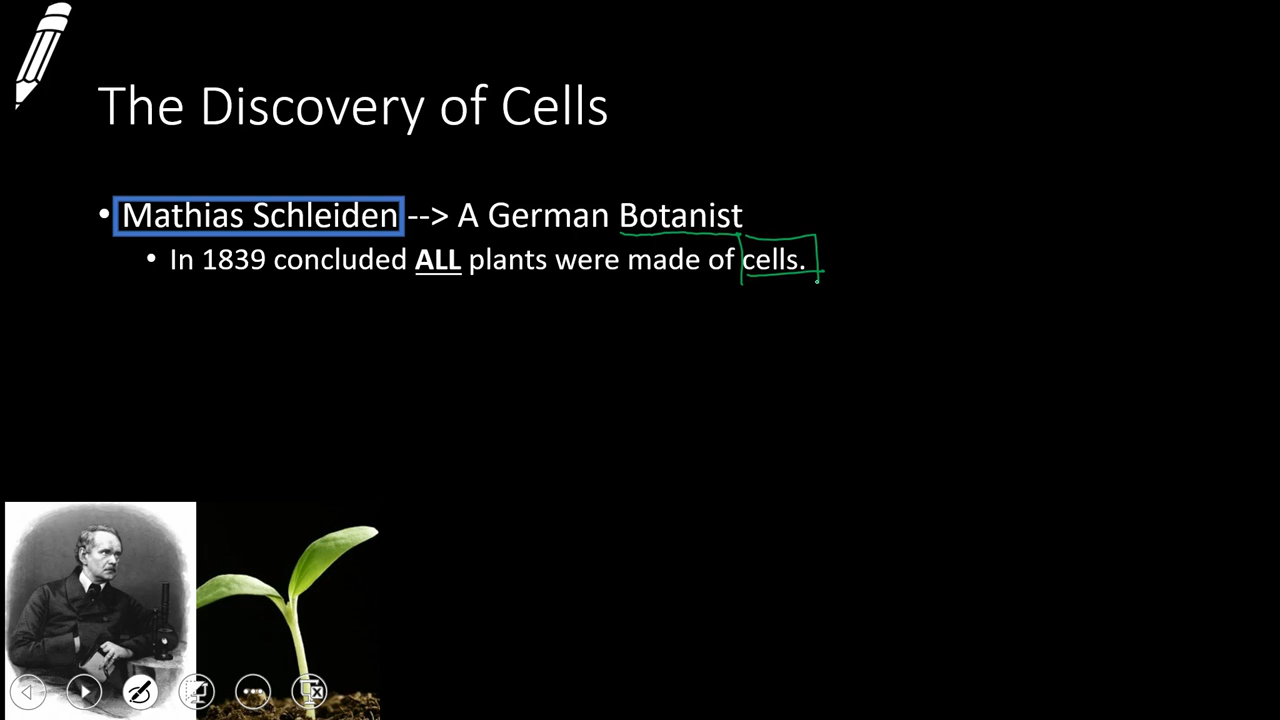 The Discovery of Cells
• Mathias Schleiden --> A German Botanist
• In 1839 concluded ALL plants were made of cells.